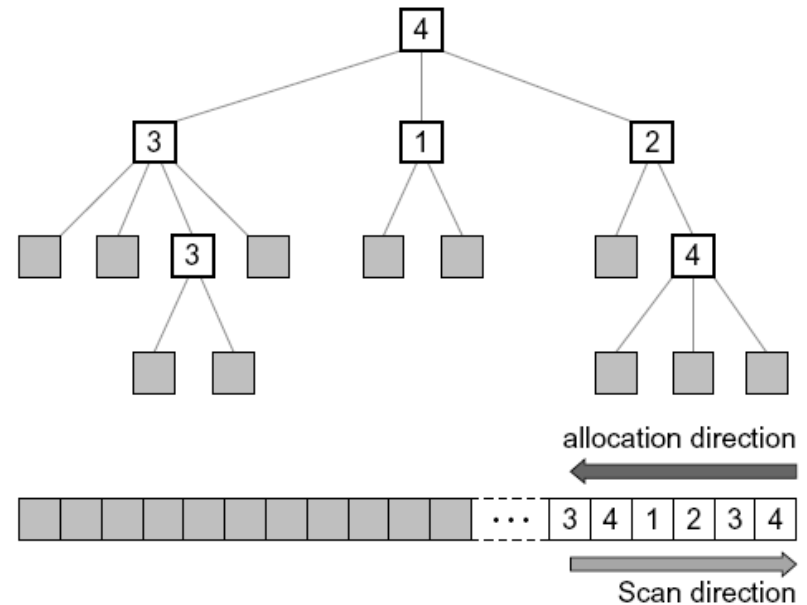 4
3 1 2
3 4
allocation direction
... 3 4 1 2 3 4
Scan direction